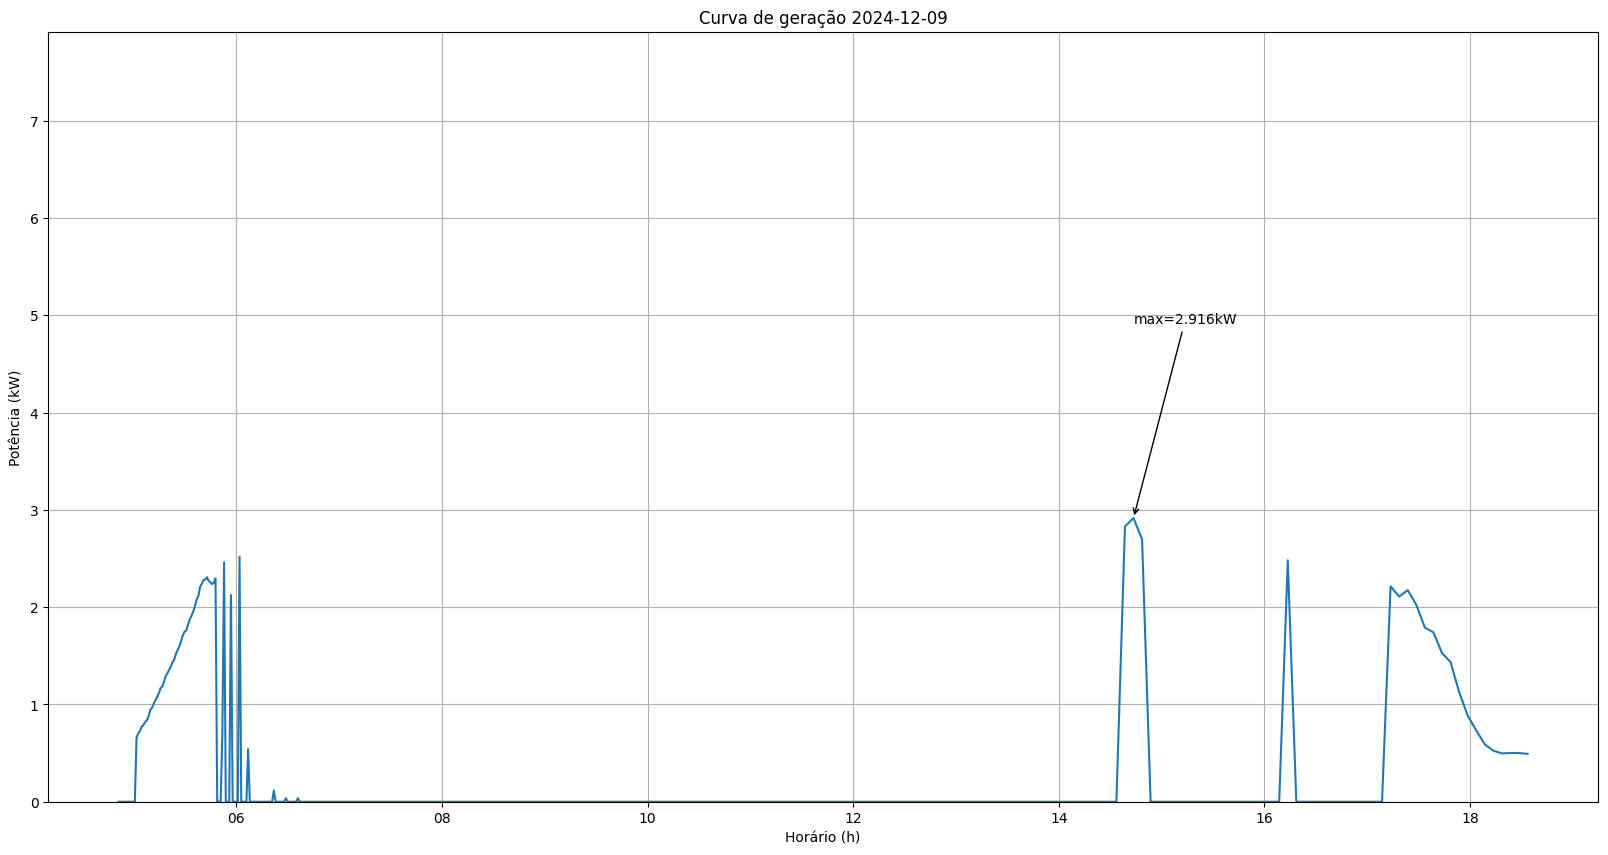 Curva de geração 2024-12-09
Potência (kW)
7
6
5
4
3
2
1
0
max=2.916kW
06 08 10 12 14 16 18
Horário (h)